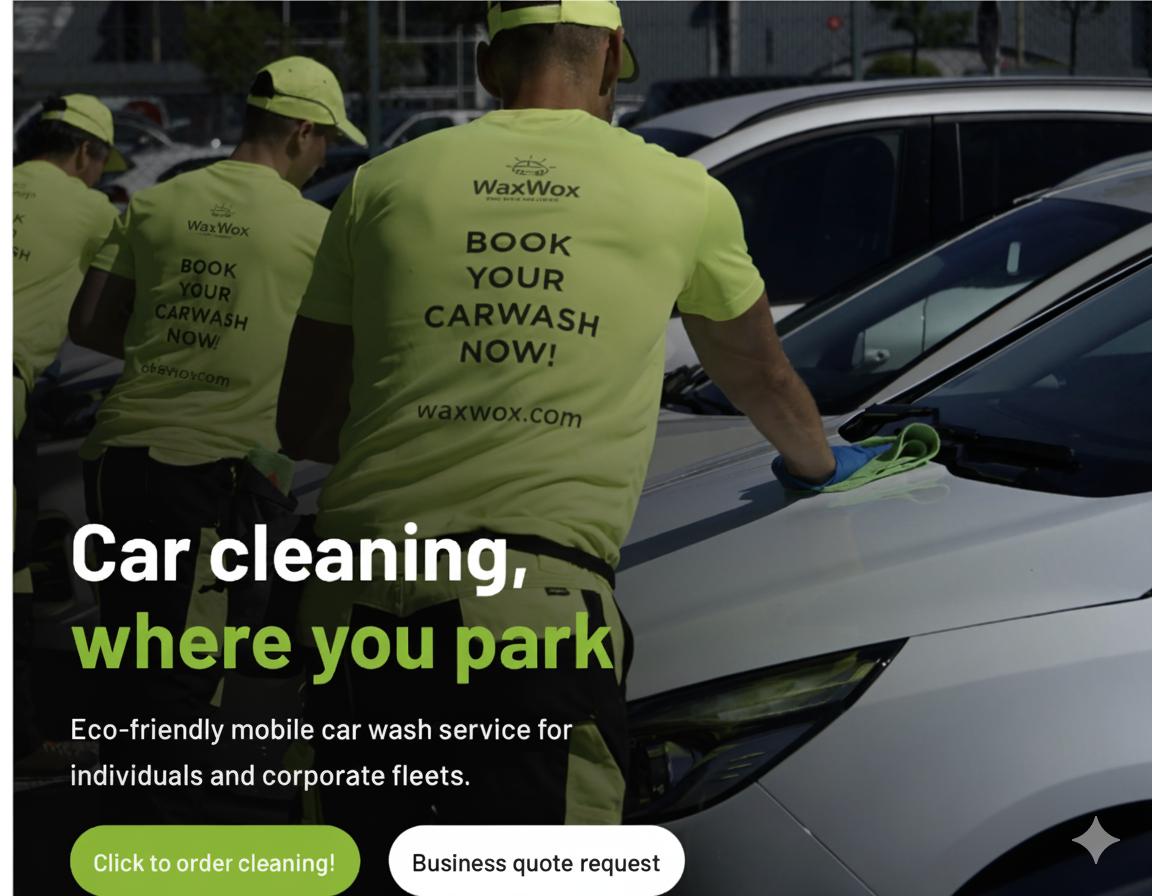 WaxWox
BOOK
YOUR
CARWASH
NOW!
waxwox.com
WaxWox
BOOK
YOUR
CARWASH
NOW!
Car cleaning,
where you park
Eco-friendly mobile car wash service for
individuals and corporate fleets.
Click to order cleaning!
Business quote request